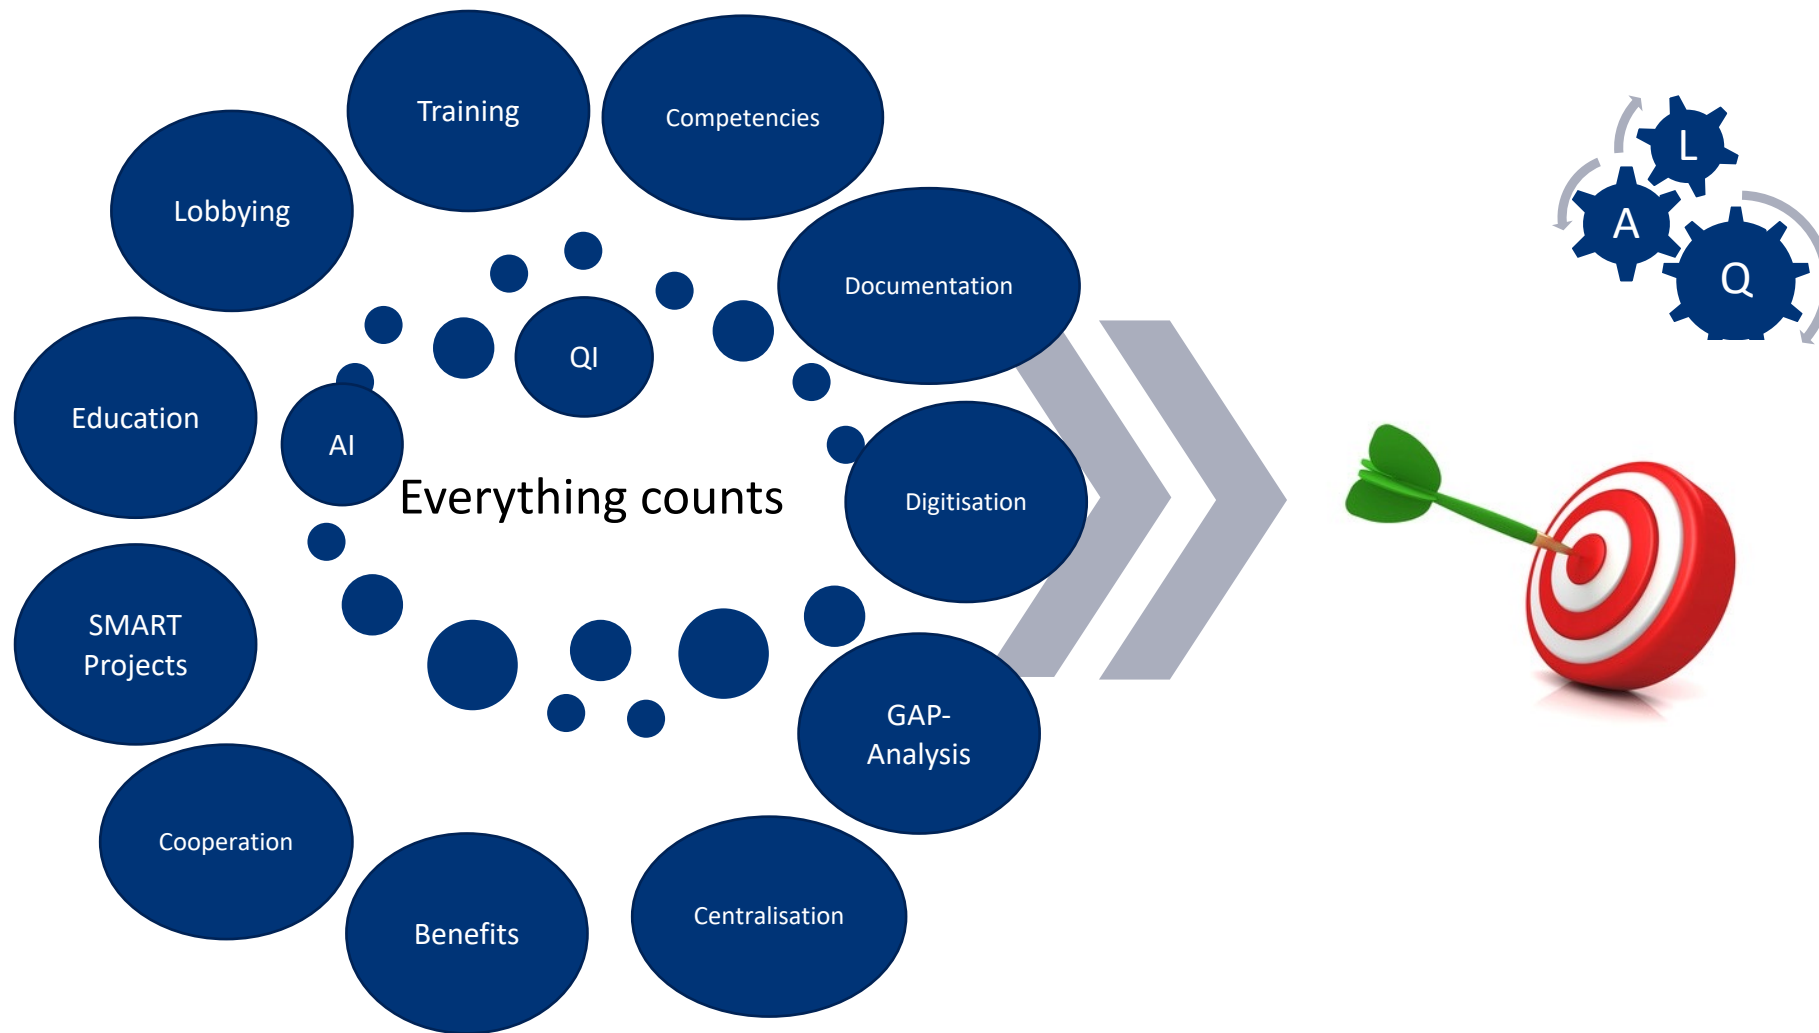 Training
Competencies
Lobbying
Documentation
QI
Education
AI
Everything counts
Digitisation
SMART
Projects
GAP-
Analysis
Cooperation
Benefits
Centralisation
L
A
Q